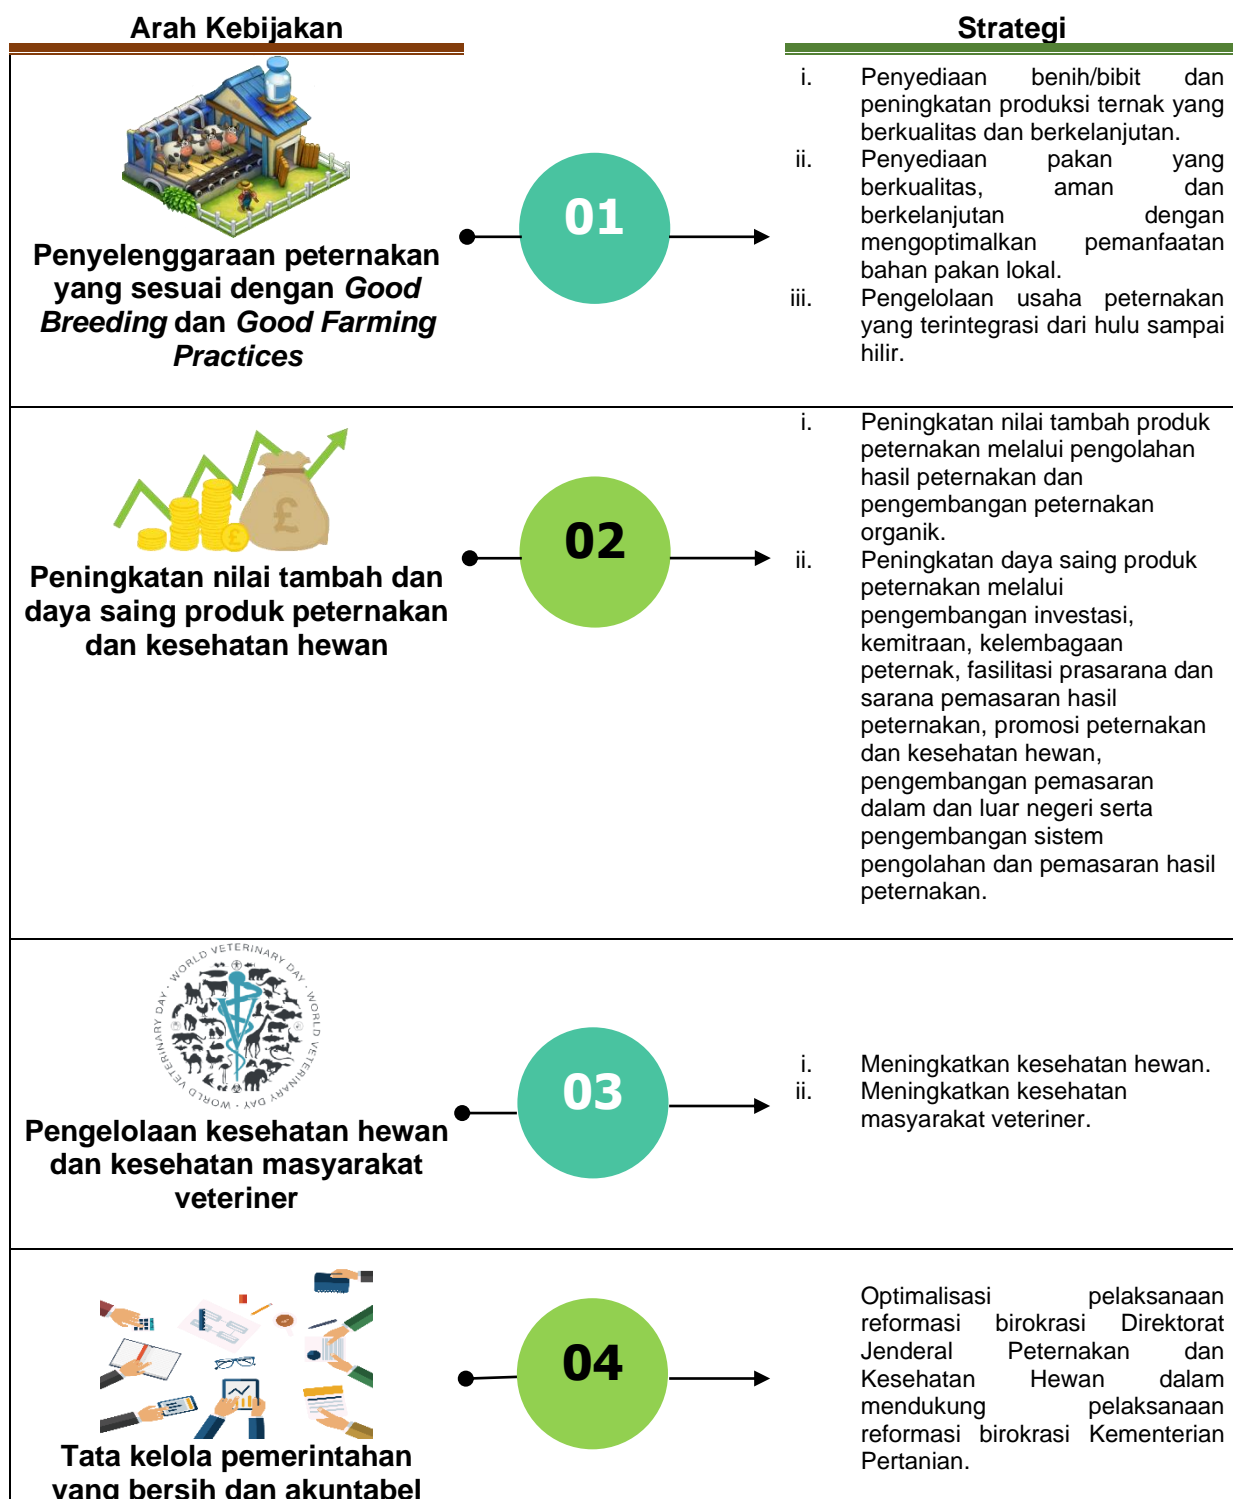 Arah Kebijakan
Strategi
Penyelenggaraan peternakan
yang sesuai dengan Good
Breeding dan Good Farming
Practices
01
i. Penyediaan benih/bibit dan
peningkatan produksi ternak yang
berkualitas dan berkelanjutan.
ii. Penyediaan pakan yang
berkualitas, aman dan
berkelanjutan dengan
mengoptimalkan pemanfaatan
bahan pakan lokal.
iii. Pengelolaan usaha peternakan
yang terintegrasi dari hulu sampai
hilir.
£
£
Peningkatan nilai tambah dan
daya saing produk peternakan
dan kesehatan hewan
02
i. Peningkatan nilai tambah produk
peternakan melalui pengolahan
hasil peternakan dan
pengembangan peternakan
organik.
ii. Peningkatan daya saing produk
peternakan melalui
pengembangan investasi,
kemitraan, kelembagaan
peternak, fasilitasi prasarana dan
sarana pemasaran hasil
peternakan, promosi peternakan
dan kesehatan hewan,
pengembangan pemasaran
dalam dan luar negeri serta
pengembangan sistem
pengolahan dan pemasaran hasil
peternakan.
WORLD VETERINARY DAY · WORLD VETERINARY DAY · WORLD VETERINARY DAY ·
Pengelolaan kesehatan hewan
dan kesehatan masyarakat
veteriner
03
i. Meningkatkan kesehatan hewan.
ii. Meningkatkan kesehatan
masyarakat veteriner.
Tata kelola pemerintahan
yang bersih dan akuntabel
04
Optimalisasi pelaksanaan
reformasi birokrasi Direktorat
Jenderal Peternakan dan
Kesehatan Hewan dalam
mendukung pelaksanaan
reformasi birokrasi Kementerian
Pertanian.